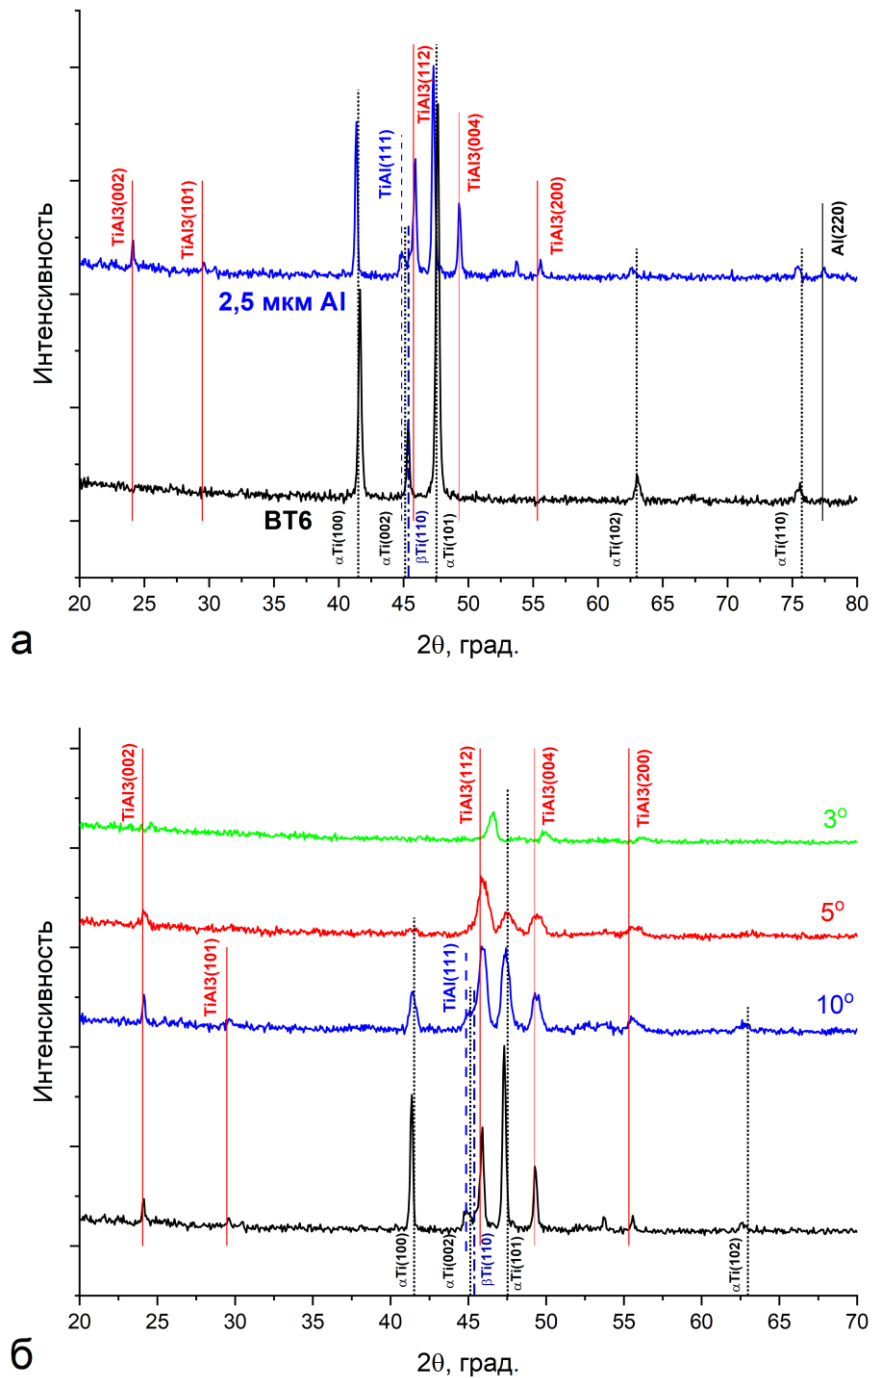 TiAl3(002)
TiAl3(101)
TiAl(111)
TiAl3(112)
TiAl3(004)
TiAl3(200)
Al(220)
2,5 мкм Al
ВТ6
αTi(100)
αTi(002)
βTi(110)
αTi(101)
αTi(102)
αTi(110)
Интенсивность
20 25 30 35 40 45 50 55 60 65 70 75 80
2θ, град.
а
TiAl3(002)
TiAl3(112)
TiAl3(004)
TiAl3(200)
3°
5°
TiAl3(101)
TiAl(111)
10°
αTi(100)
αTi(002)
βTi(110)
αTi(101)
αTi(102)
Интенсивность
20 25 30 35 40 45 50 55 60 65 70
2θ, град.
б